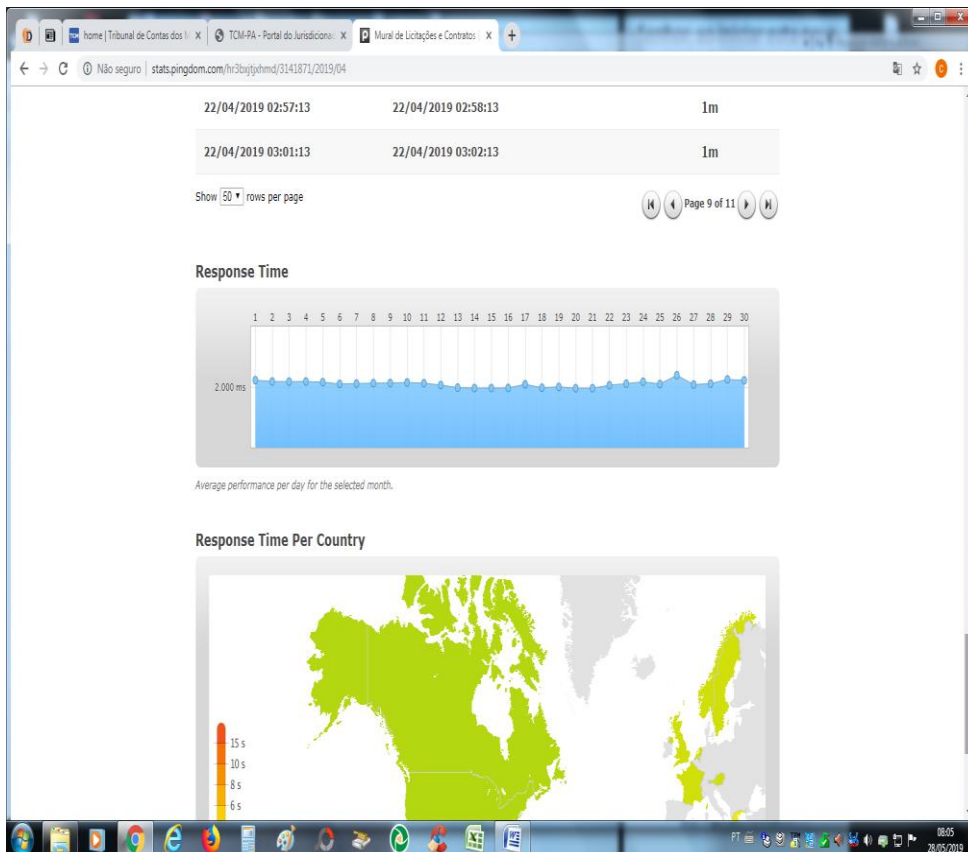 home | Tribunal de Contas dos M
TCM-PA - Portal do Jurisdiciona
Mural de Licitações e Contratos
Não seguro | stats.pingdom.com/hr3bxjtjxhmd/3141871/2019/04
22/04/2019 02:57:13 22/04/2019 02:58:13 1m
22/04/2019 03:01:13 22/04/2019 03:02:13 1m
Show 50 rows per page
Page 9 of 11
Response Time
1 2 3 4 5 6 7 8 9 10 11 12 13 14 15 16 17 18 19 20 21 22 23 24 25 26 27 28 29 30
2.000 ms
Average performance per day for the selected month.
Response Time Per Country
15 s
10 s
8 s
6 s
PT
08:05
28/05/2019